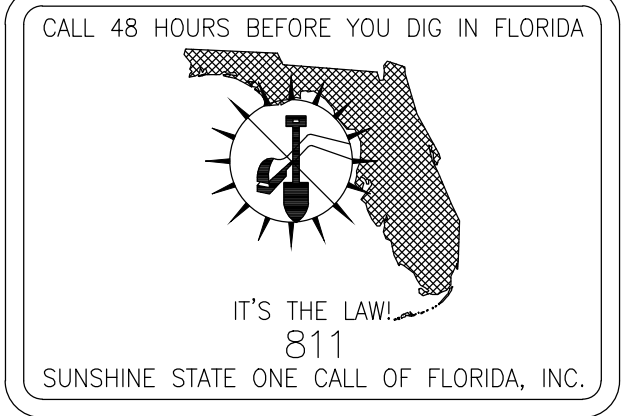 CALL 48 HOURS BEFORE YOU DIG IN FLORIDA
IT'S THE LAW!
811
SUNSHINE STATE ONE CALL OF FLORIDA, INC.